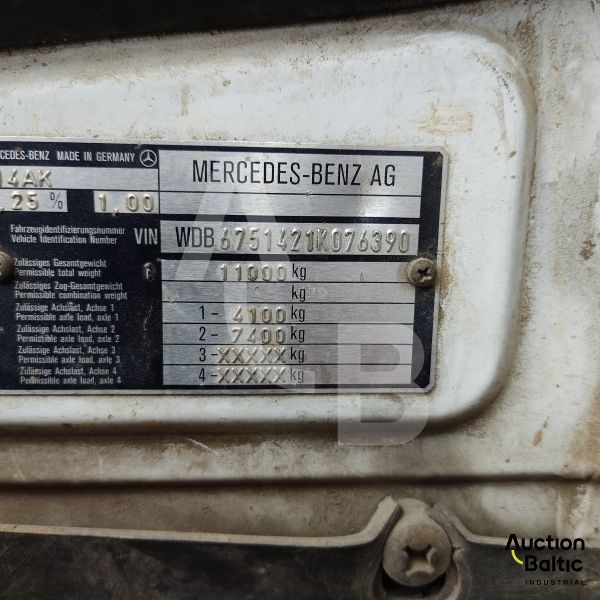 CEDES-BENZ MADE IN GERMANY
14AK
,25% 1,00
MERCEDES-BENZ AG
Fahrzeugidentifizierungsnummer
Vehicle Identification Number VIN WDB6751421K076390
Zulässiges Gesamtgewicht
Permissible total weight 11000 kg
Zulässiges Zug-Gesamtgewicht
Permissible combination weight kg
Zulässige Achslast, Achse 1
Permissible axle load, axle 1 1- 4100 kg
Zulässige Achslast, Achse 2
Permissible axle load, axle 2 2- 7400 kg
Zulässige Achslast, Achse 3
Permissible axle load, axle 3 3-XXXXX kg
Zulässige Achslast, Achse 4
Permissible axle load, axle 4 4-XXXXX kg
AB
Auction
Baltic
INDUSTRIAL